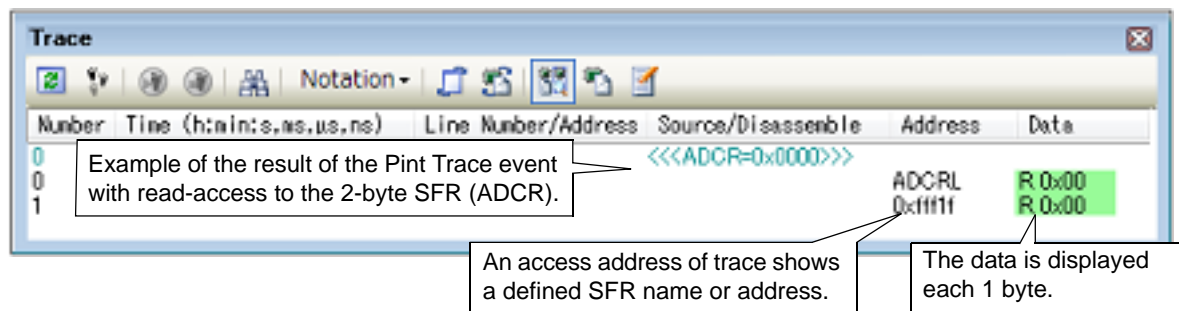 Trace
Notation
Number Time (h:min:s,ms,μs,ns) Line Number/Address Source/Disassemble Address Data
0 <<<ADCR=0x0000>>>
Example of the result of the Pint Trace event
with read-access to the 2-byte SFR (ADCR).
0 ADCRL R 0x00
1 0xfff1f R 0x00
An access address of trace shows
a defined SFR name or address.
The data is displayed
each 1 byte.